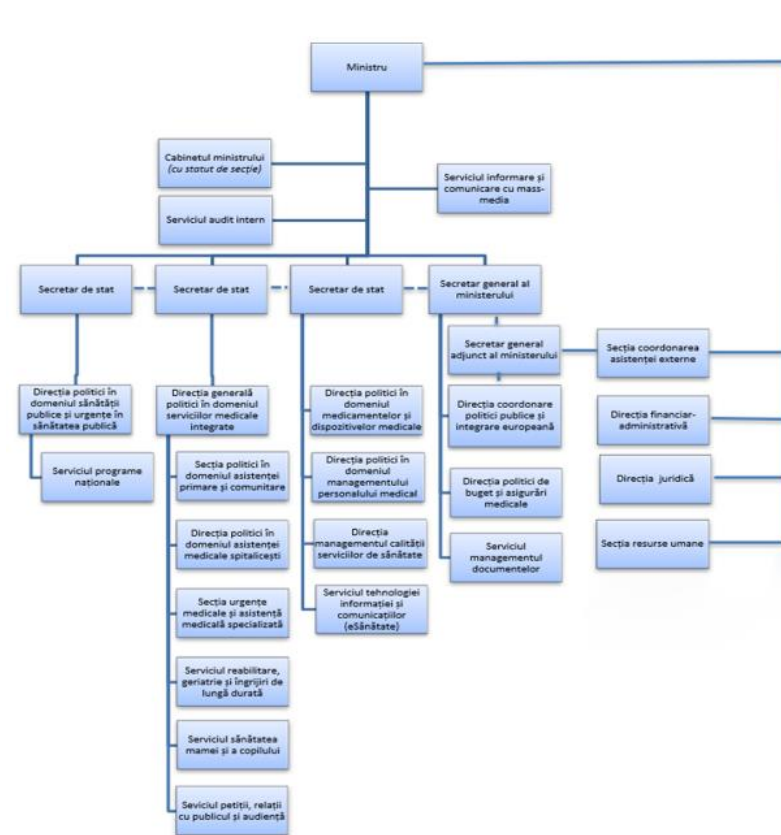 Ministru
Cabinetul ministrului
(cu statut de secție)
Serviciul informare și
comunicare cu mass-
media
Serviciul audit intern
Secretar de stat
Secretar de stat
Secretar de stat
Secretar general al
ministerului
Secretar general
adjunct al ministerului
Secția coordonarea
asistenței externe
Direcția politici în
domeniul sănătății
publice și urgențe în
sănătatea publică
Serviciul programe
naționale
Direcția generală
politici în domeniul
serviciilor medicale
integrate
Secția politici în
domeniul asistenței
primare și comunitare
Direcția politici în
domeniul asistenței
medicale spitalicești
Secția urgențe
medicale și asistență
medicală specializată
Serviciul reabilitare,
geriatrie și îngrijiri de
lungă durată
Serviciul sănătatea
mamei și a copilului
Seviciul petiții, relații
cu publicul și audiență
Direcția politici în
domeniul
medicamentelor și
dispozitivelor medicale
Direcția politici în
domeniul
managementului
personalului medical
Direcția
managementul calității
serviciilor de sănătate
Serviciul tehnologiei
informației și
comunicațiilor
(eSănătate)
Direcția coordonare
politici publice și
integrare europeană
Direcția politici de
buget și asigurări
medicale
Serviciul
managementul
documentelor
Direcția financiar-
administrativă
Direcția juridică
Secția resurse umane